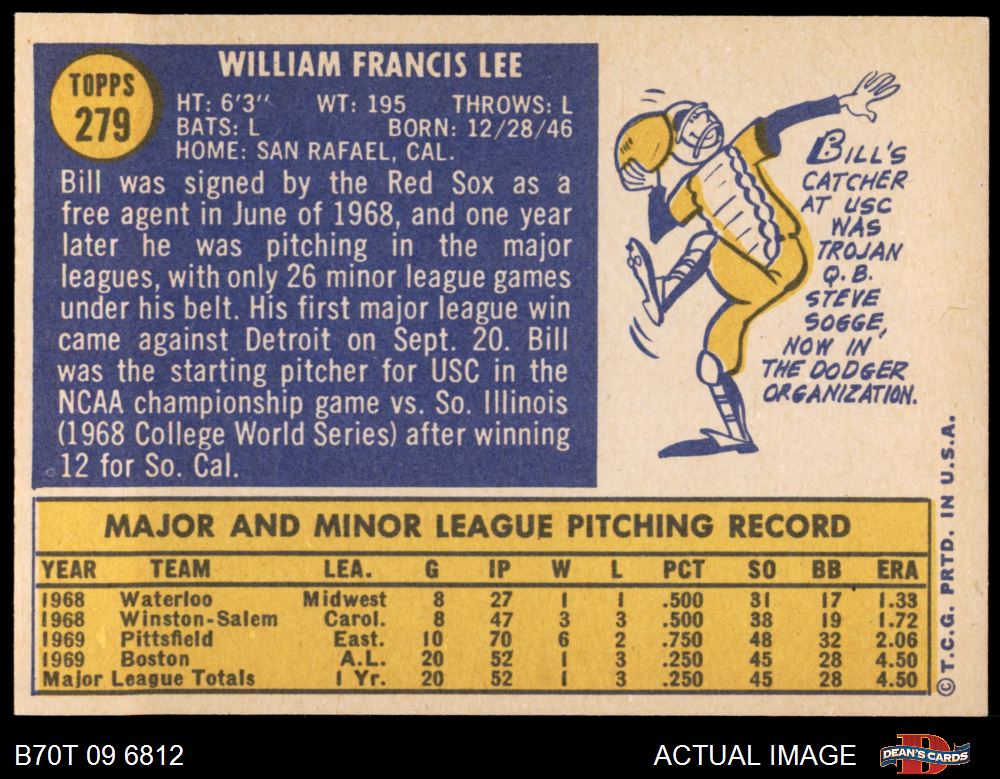 TOPPS
279
WILLIAM FRANCIS LEE
HT: 6'3" WT: 195 THROWS: L
BATS: L BORN: 12/28/46
HOME: SAN RAFAEL, CAL.
Bill was signed by the Red Sox as a
free agent in June of 1968, and one year
later he was pitching in the major
leagues, with only 26 minor league games
under his belt. His first major league win
came against Detroit on Sept. 20. Bill
was the starting pitcher for USC in the
NCAA championship game vs. So. Illinois
(1968 College World Series) after winning
12 for So. Cal.
BILL'S
CATCHER
AT USC
WAS
TROJAN
Q.B.
STEVE
SOGGE,
NOW IN
THE DODGER
ORGANIZATION.
MAJOR AND MINOR LEAGUE PITCHING RECORD
YEAR TEAM LEA. G IP W L PCT SO BB ERA
1968 Waterloo Midwest 8 27 1 1 .500 31 17 1.33
1968 Winston-Salem Carol. 8 47 3 3 .500 38 19 1.72
1969 Pittsfield East. 10 70 6 2 .750 48 32 2.06
1969 Boston A.L. 20 52 1 3 .250 45 28 4.50
Major League Totals 1 Yr. 20 52 1 3 .250 45 28 4.50
© T.C.G. PRTD. IN U.S.A.
B70T 09 6812
ACTUAL IMAGE
DEAN'S CARDS